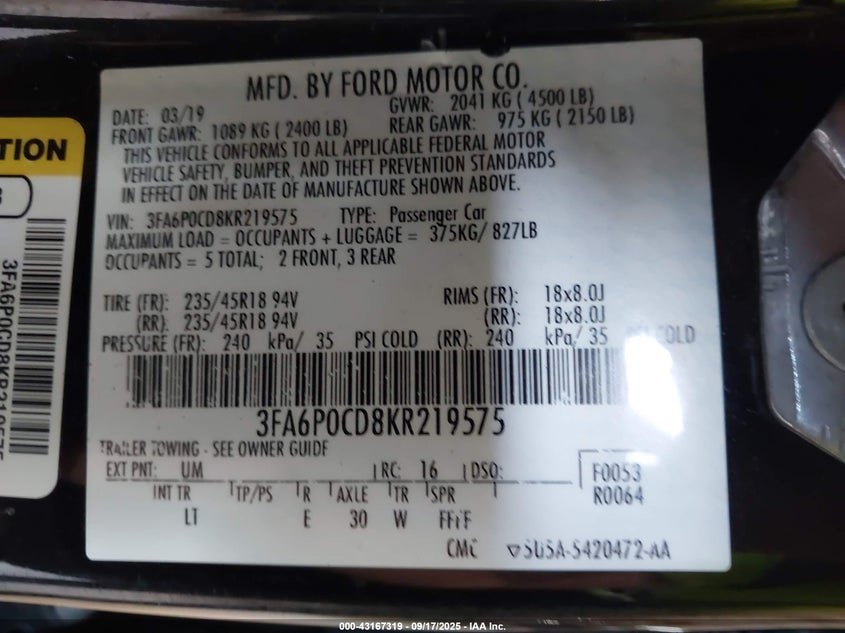 MFD. BY FORD MOTOR CO.
DATE: 03/19
GVWR: 2041 KG ( 4500 LB)
FRONT GAWR: 1089 KG ( 2400 LB)
REAR GAWR: 975 KG ( 2150 LB)
THIS VEHICLE CONFORMS TO ALL APPLICABLE FEDERAL MOTOR
VEHICLE SAFETY, BUMPER, AND THEFT PREVENTION STANDARDS
IN EFFECT ON THE DATE OF MANUFACTURE SHOWN ABOVE.
VIN: 3FA6P0CD8KR219575 TYPE: Passenger Car
MAXIMUM LOAD = OCCUPANTS + LUGGAGE = 375KG/ 827LB
OCCUPANTS = 5 TOTAL; 2 FRONT, 3 REAR
TIRE (FR): 235/45R18 94V RIMS (FR): 18x8.0J
(RR): 235/45R18 94V (RR): 18x8.0J
PRESSURE (FR): 240 kPa/ 35 PSI COLD (RR): 240 kPa/ 35 PSI COLD
3FA6P0CD8KR219575
TRAILER TOWING - SEE OWNER GUIDE
EXT PNT: UM RC: 16 DSO:
F0053
R0064
INT TR TP/PS R AXLE TR SPR
LT E 30 W
CMC 5U5A-5420472-AA
TION
3FA6P0CD8KR219575
000-43167319 - 09/17/2025 - IAA Inc.